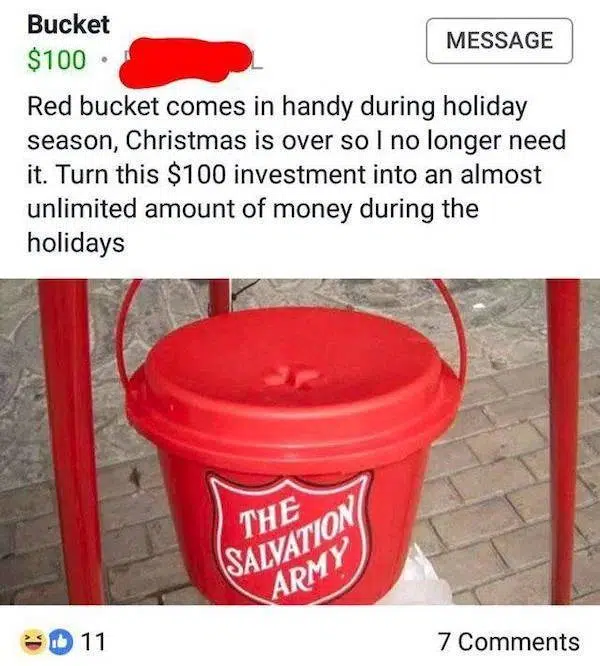 Bucket
$100 ·
MESSAGE
Red bucket comes in handy during holiday
season, Christmas is over so I no longer need
it. Turn this $100 investment into an almost
unlimited amount of money during the
holidays
THE
SALVATION
ARMY
11
7 Comments